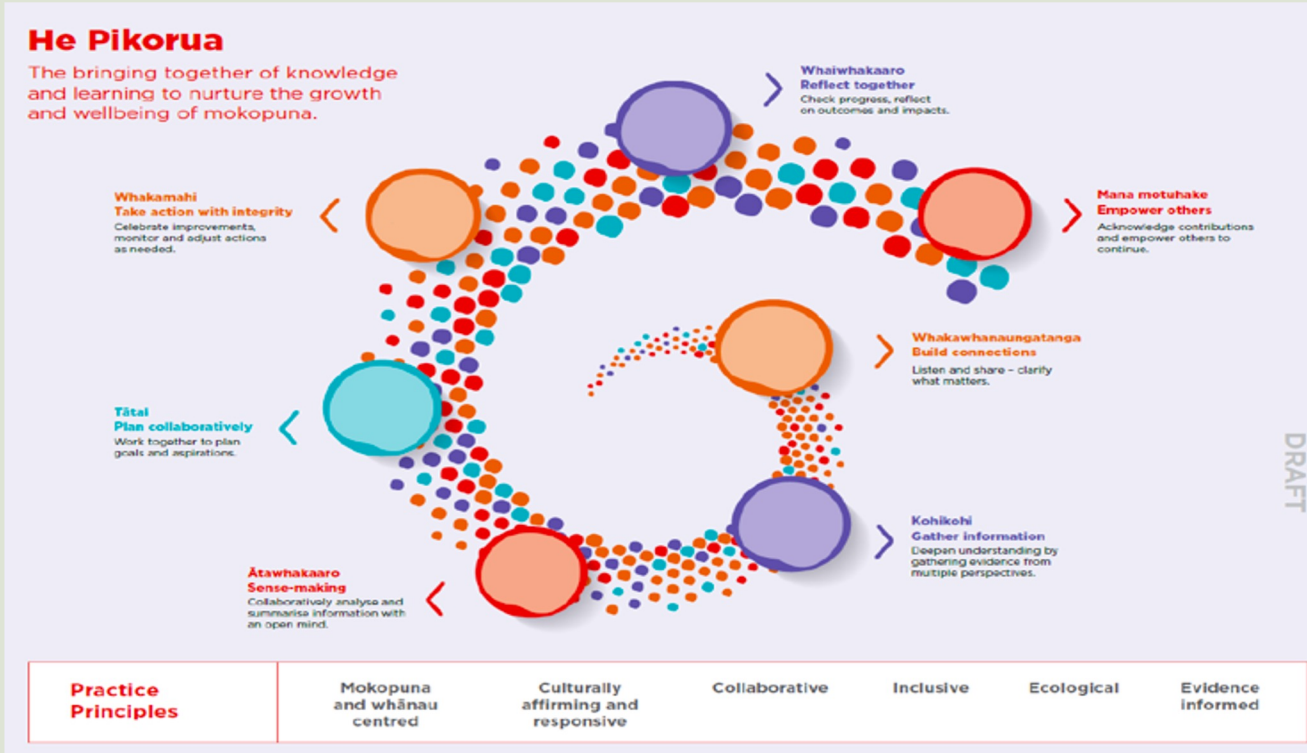 He Pikorua
The bringing together of knowledge
and learning to nurture the growth
and wellbeing of mokopuna.
Whakawhanaungatanga
Build connections
Listen and share – clarify
what matters.
Kohikohi
Gather information
Deepen understanding by
gathering evidence from
multiple perspectives.
Ātawhakaaro
Sense-making
Collaboratively analyse and
summarise information with
an open mind.
Tātai
Plan collaboratively
Work together to plan
goals and aspirations.
Whakamahi
Take action with integrity
Celebrate improvements,
monitor and adjust actions
as needed.
Whaiwhakaaro
Reflect together
Check progress, reflect
on outcomes and impacts.
Mana motuhake
Empower others
Acknowledge contributions
and empower others to
continue.
DRAFT
Practice
Principles
Mokopuna
and whānau
centred
Culturally
affirming and
responsive
Collaborative
Inclusive
Ecological
Evidence
informed